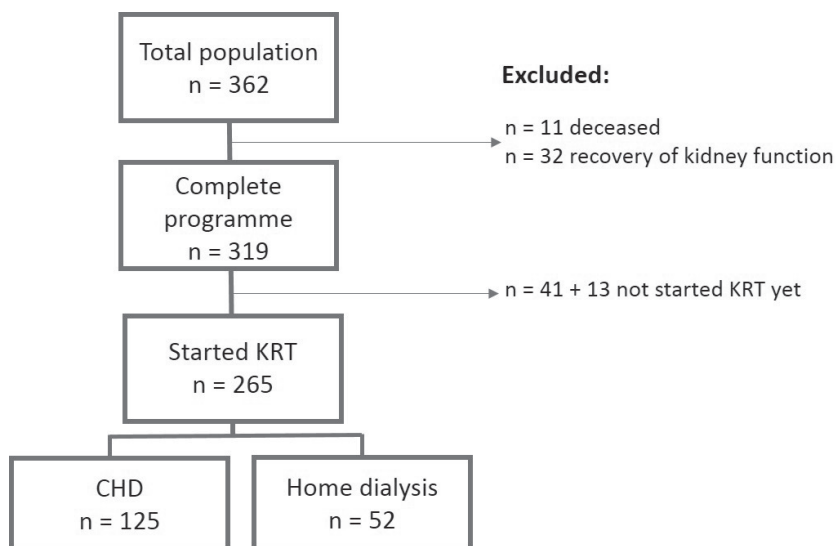 Total population
n = 362
Excluded:
n = 11 deceased
n = 32 recovery of kidney function
Complete
programme
n = 319
n = 41 + 13 not started KRT yet
Started KRT
n = 265
CHD
n = 125
Home dialysis
n = 52